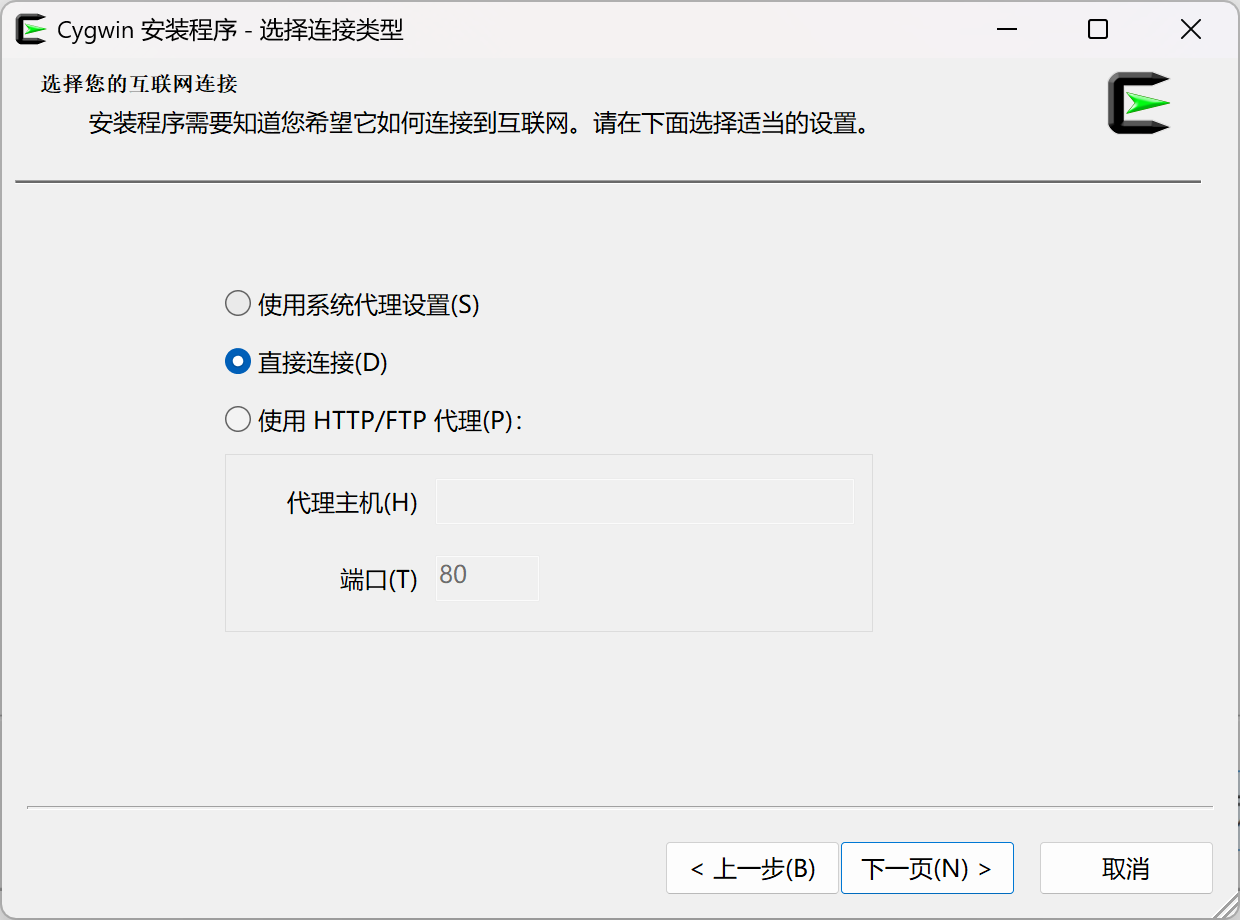 Cygwin 安装程序 - 选择连接类型
选择您的互联网连接
安装程序需要知道您希望它如何连接到互联网。请在下面选择适当的设置。
使用系统代理设置(S)
直接连接(D)
使用 HTTP/FTP 代理(P):
代理主机(H)
端口(T) 80
< 上一步(B) 下一页(N) > 取消